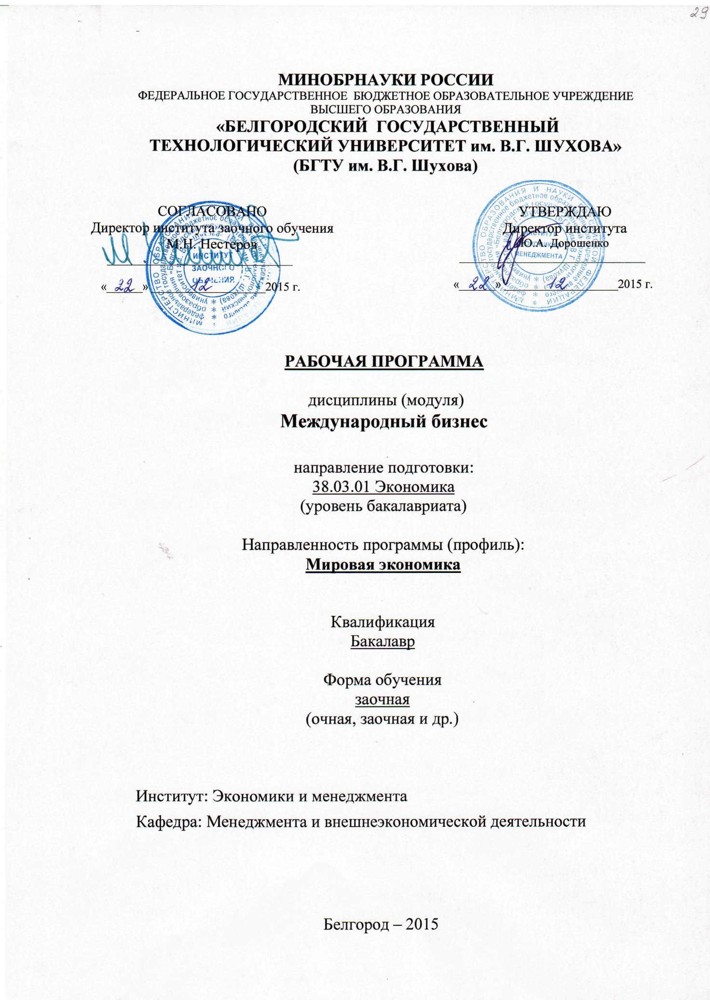 29
МИНОБРНАУКИ РОССИИ
ФЕДЕРАЛЬНОЕ ГОСУДАРСТВЕННОЕ БЮДЖЕТНОЕ ОБРАЗОВАТЕЛЬНОЕ УЧРЕЖДЕНИЕ
ВЫСШЕГО ОБРАЗОВАНИЯ
«БЕЛГОРОДСКИЙ ГОСУДАРСТВЕННЫЙ
ТЕХНОЛОГИЧЕСКИЙ УНИВЕРСИТЕТ им. В.Г. ШУХОВА»
(БГТУ им. В.Г. Шухова)
СОГЛАСОВАНО
Директор института заочного обучения
М.Н. Нестеров
«22» 12 2015 г.
ИНСТИТУТ
ЗАОЧНОГО
ОБУЧЕНИЯ
УТВЕРЖДАЮ
Директор института
Ю.А. Дорошенко
«22» 12 2015 г.
ИНСТИТУТ
ЭКОНОМИКИ И
МЕНЕДЖМЕНТА
РАБОЧАЯ ПРОГРАММА
дисциплины (модуля)
Международный бизнес
направление подготовки:
38.03.01 Экономика
(уровень бакалавриата)
Направленность программы (профиль):
Мировая экономика
Квалификация
Бакалавр
Форма обучения
заочная
(очная, заочная и др.)
Институт: Экономики и менеджмента
Кафедра: Менеджмента и внешнеэкономической деятельности
Белгород – 2015